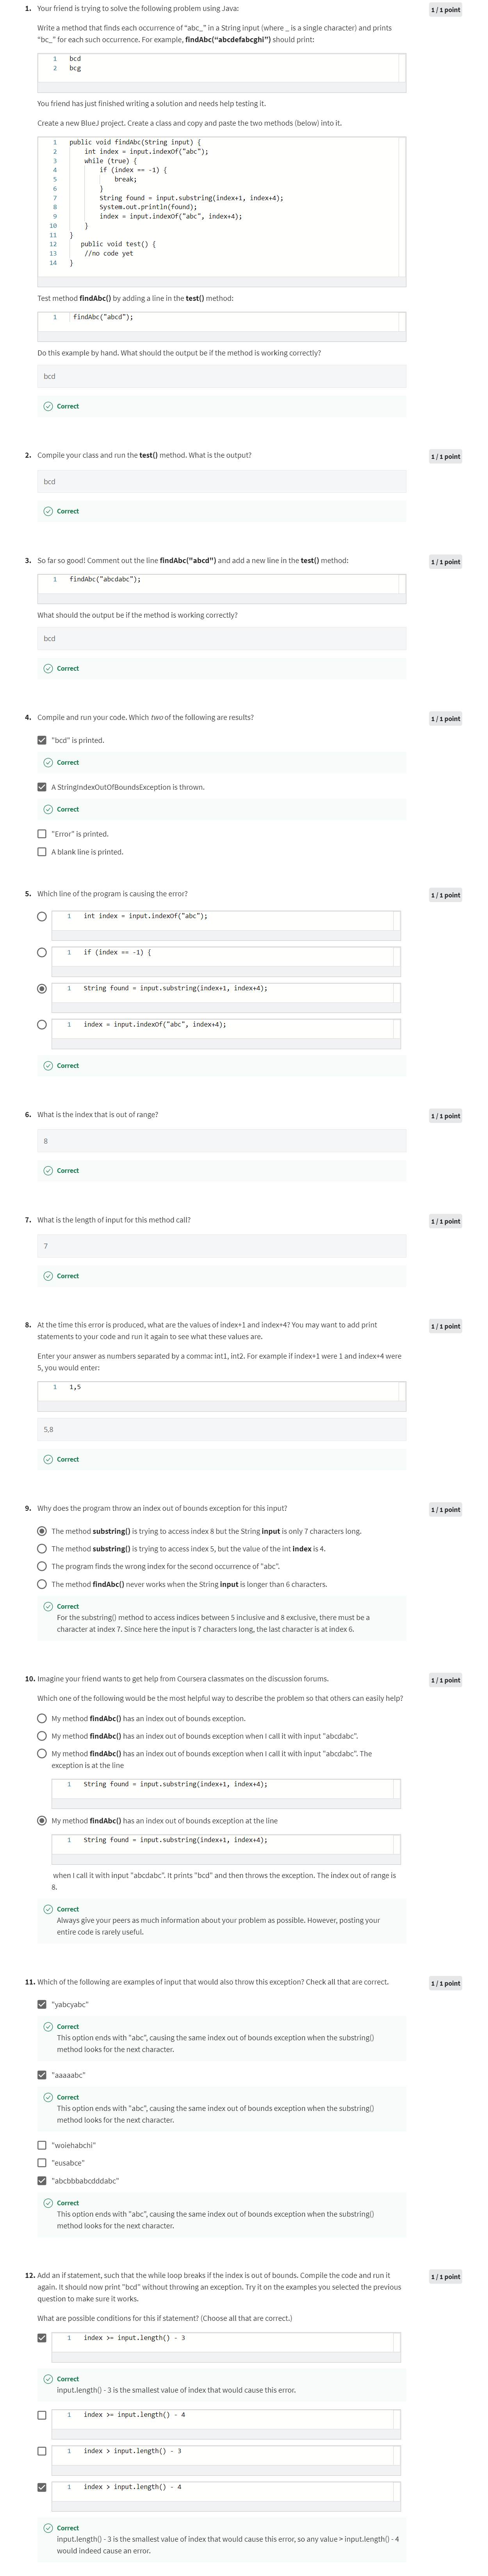 1. Your friend is trying to solve the following problem using Java:
1 / 1 point
Write a method that finds each occurrence of "abc_" in a String input (where _ is a single character) and prints
"bc_" for each such occurrence. For example, findAbc("abcdefabcghi") should print:
1 bcd
2 bcg
You friend has just finished writing a solution and needs help testing it.
Create a new BlueJ project. Create a class and copy and paste the two methods (below) into it.
1 public void findAbc(String input) {
2 int index = input.indexOf("abc");
3 while (true) {
4 if (index == -1) {
5 break;
6 }
7 String found = input.substring(index+1, index+4);
8 System.out.println(found);
9 index = input.indexOf("abc", index+4);
10 }
11 }
12 public void test() {
13 //no code yet
14 }
Test method findAbc() by adding a line in the test() method:
1 findAbc("abcd");
Do this example by hand. What should the output be if the method is working correctly?
bcd
Correct
2. Compile your class and run the test() method. What is the output?
1 / 1 point
bcd
Correct
3. So far so good! Comment out the line findAbc("abcd") and add a new line in the test() method:
1 / 1 point
1 findAbc("abcdabc");
What should the output be if the method is working correctly?
bcd
Correct
4. Compile and run your code. Which two of the following are results?
1 / 1 point
"bcd" is printed.
Correct
A StringIndexOutOfBoundsException is thrown.
Correct
"Error" is printed.
A blank line is printed.
5. Which line of the program is causing the error?
1 / 1 point
1 int index = input.indexOf("abc");
1 if (index == -1) {
1 String found = input.substring(index+1, index+4);
1 index = input.indexOf("abc", index+4);
Correct
6. What is the index that is out of range?
1 / 1 point
8
Correct
7. What is the length of input for this method call?
1 / 1 point
7
Correct
8. At the time this error is produced, what are the values of index+1 and index+4? You may want to add print
1 / 1 point
statements to your code and run it again to see what these values are.
Enter your answer as numbers separated by a comma: int1, int2. For example if index+1 were 1 and index+4 were
5, you would enter:
1 1,5
5,8
Correct
9. Why does the program throw an index out of bounds exception for this input?
1 / 1 point
The method substring() is trying to access index 8 but the String input is only 7 characters long.
The method substring() is trying to access index 5, but the value of the int index is 4.
The program finds the wrong index for the second occurrence of "abc".
The method findAbc() never works when the String input is longer than 6 characters.
Correct
For the substring() method to access indices between 5 inclusive and 8 exclusive, there must be a
character at index 7. Since here the input is 7 characters long, the last character is at index 6.
10. Imagine your friend wants to get help from Coursera classmates on the discussion forums.
1 / 1 point
Which one of the following would be the most helpful way to describe the problem so that others can easily help?
My method findAbc() has an index out of bounds exception.
My method findAbc() has an index out of bounds exception when I call it with input "abcdabc".
My method findAbc() has an index out of bounds exception when I call it with input "abcdabc". The
exception is at the line
1 String found = input.substring(index+1, index+4);
My method findAbc() has an index out of bounds exception at the line
1 String found = input.substring(index+1, index+4);
when I call it with input "abcdabc". It prints "bcd" and then throws the exception. The index out of range is
8.
Correct
Always give your peers as much information about your problem as possible. However, posting your
entire code is rarely useful.
11. Which of the following are examples of input that would also throw this exception? Check all that are correct.
1 / 1 point
"yabcyabc"
Correct
This option ends with "abc", causing the same index out of bounds exception when the substring()
method looks for the next character.
"aaaaabc"
Correct
This option ends with "abc", causing the same index out of bounds exception when the substring()
method looks for the next character.
"woiehabchi"
"eusabce"
"abcbbbabcdddabc"
Correct
This option ends with "abc", causing the same index out of bounds exception when the substring()
method looks for the next character.
12. Add an if statement, such that the while loop breaks if the index is out of bounds. Compile the code and run it
1 / 1 point
again. It should now print "bcd" without throwing an exception. Try it on the examples you selected the previous
question to make sure it works.
What are possible conditions for this if statement? (Choose all that are correct.)
1 index >= input.length() - 3
Correct
input.length() - 3 is the smallest value of index that would cause this error.
1 index >= input.length() - 4
1 index > input.length() - 3
1 index > input.length() - 4
Correct
input.length() - 3 is the smallest value of index that would cause this error, so any value > input.length() - 4
would indeed cause an error.